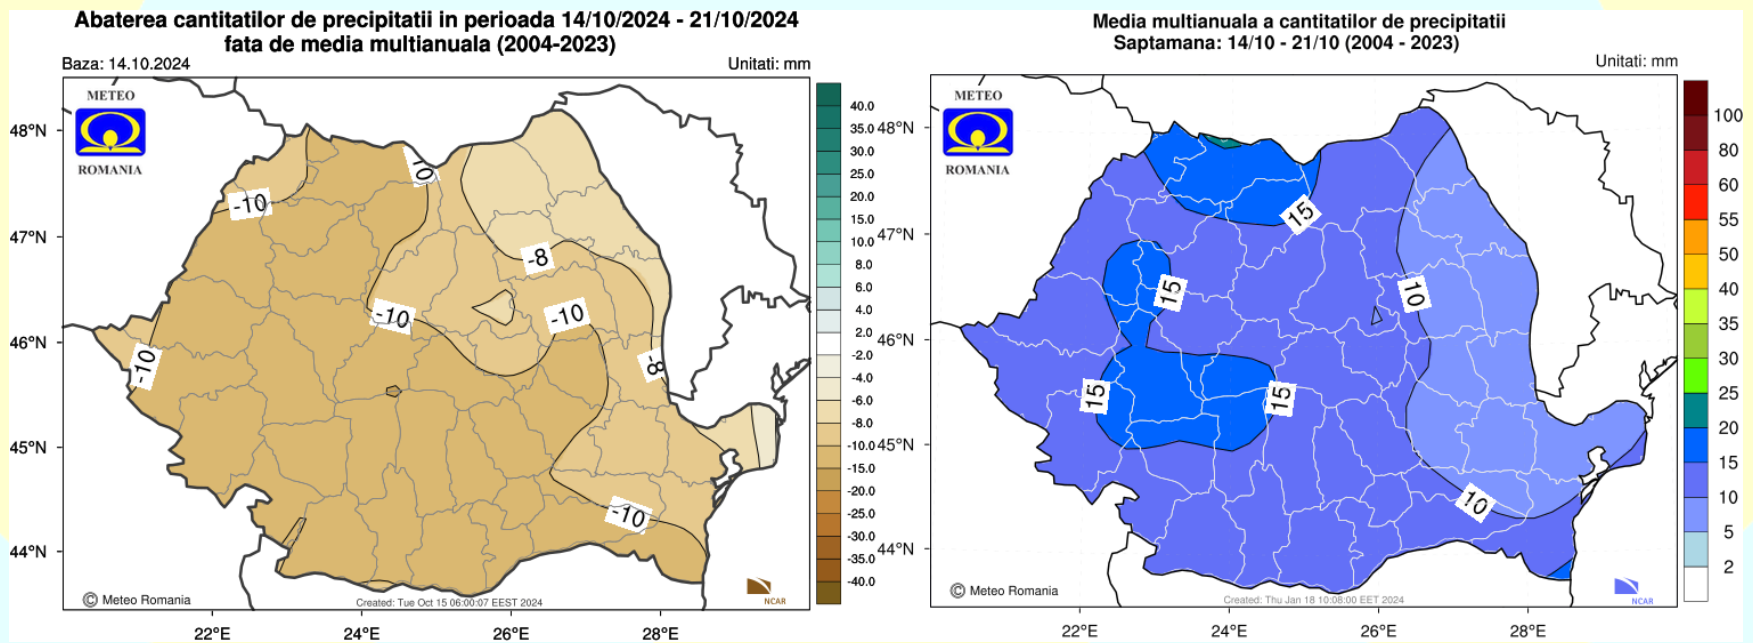 Abaterea cantitatilor de precipitatii in perioada 14/10/2024 - 21/10/2024
fata de media multianuala (2004-2023)
Baza: 14.10.2024
Unitati: mm
METEO
ROMANIA
48°N
47°N
46°N
45°N
44°N
22°E
24°E
26°E
28°E
-10
10
-8
-10
-10
-10
-8
-10
40.0
35.0
30.0
25.0
20.0
15.0
10.0
8.0
6.0
4.0
2.0
-2.0
-4.0
-6.0
-8.0
-10.0
-15.0
-20.0
-25.0
-30.0
-35.0
-40.0
© Meteo Romania
Created: Tue Oct 15 06:00:07 EEST 2024
NCAR
Media multianuala a cantitatilor de precipitatii
Saptamana: 14/10 - 21/10 (2004 - 2023)
Unitati: mm
METEO
ROMANIA
48°N
47°N
46°N
45°N
44°N
22°E
24°E
26°E
28°E
15
15
10
15
15
10
100
80
60
55
50
40
35
30
25
20
15
10
5
2
© Meteo Romania
Created: Thu Jan 18 10:08:00 EET 2024
NCAR